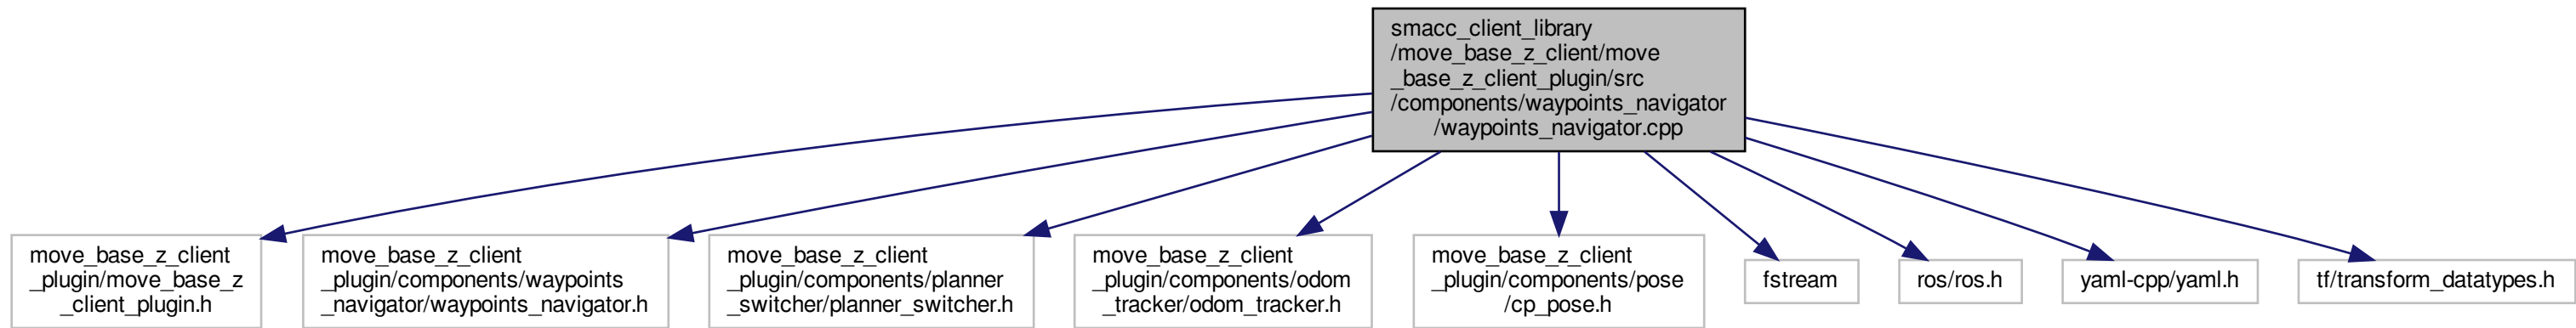 smacc_client_library
/move_base_z_client/move
_base_z_client_plugin/src
/components/waypoints_navigator
/waypoints_navigator.cpp
move_base_z_client
_plugin/move_base_z
_client_plugin.h
move_base_z_client
_plugin/components/waypoints
_navigator/waypoints_navigator.h
move_base_z_client
_plugin/components/planner
_switcher/planner_switcher.h
move_base_z_client
_plugin/components/odom
_tracker/odom_tracker.h
move_base_z_client
_plugin/components/pose
/cp_pose.h
fstream
ros/ros.h
yaml-cpp/yaml.h
tf/transform_datatypes.h